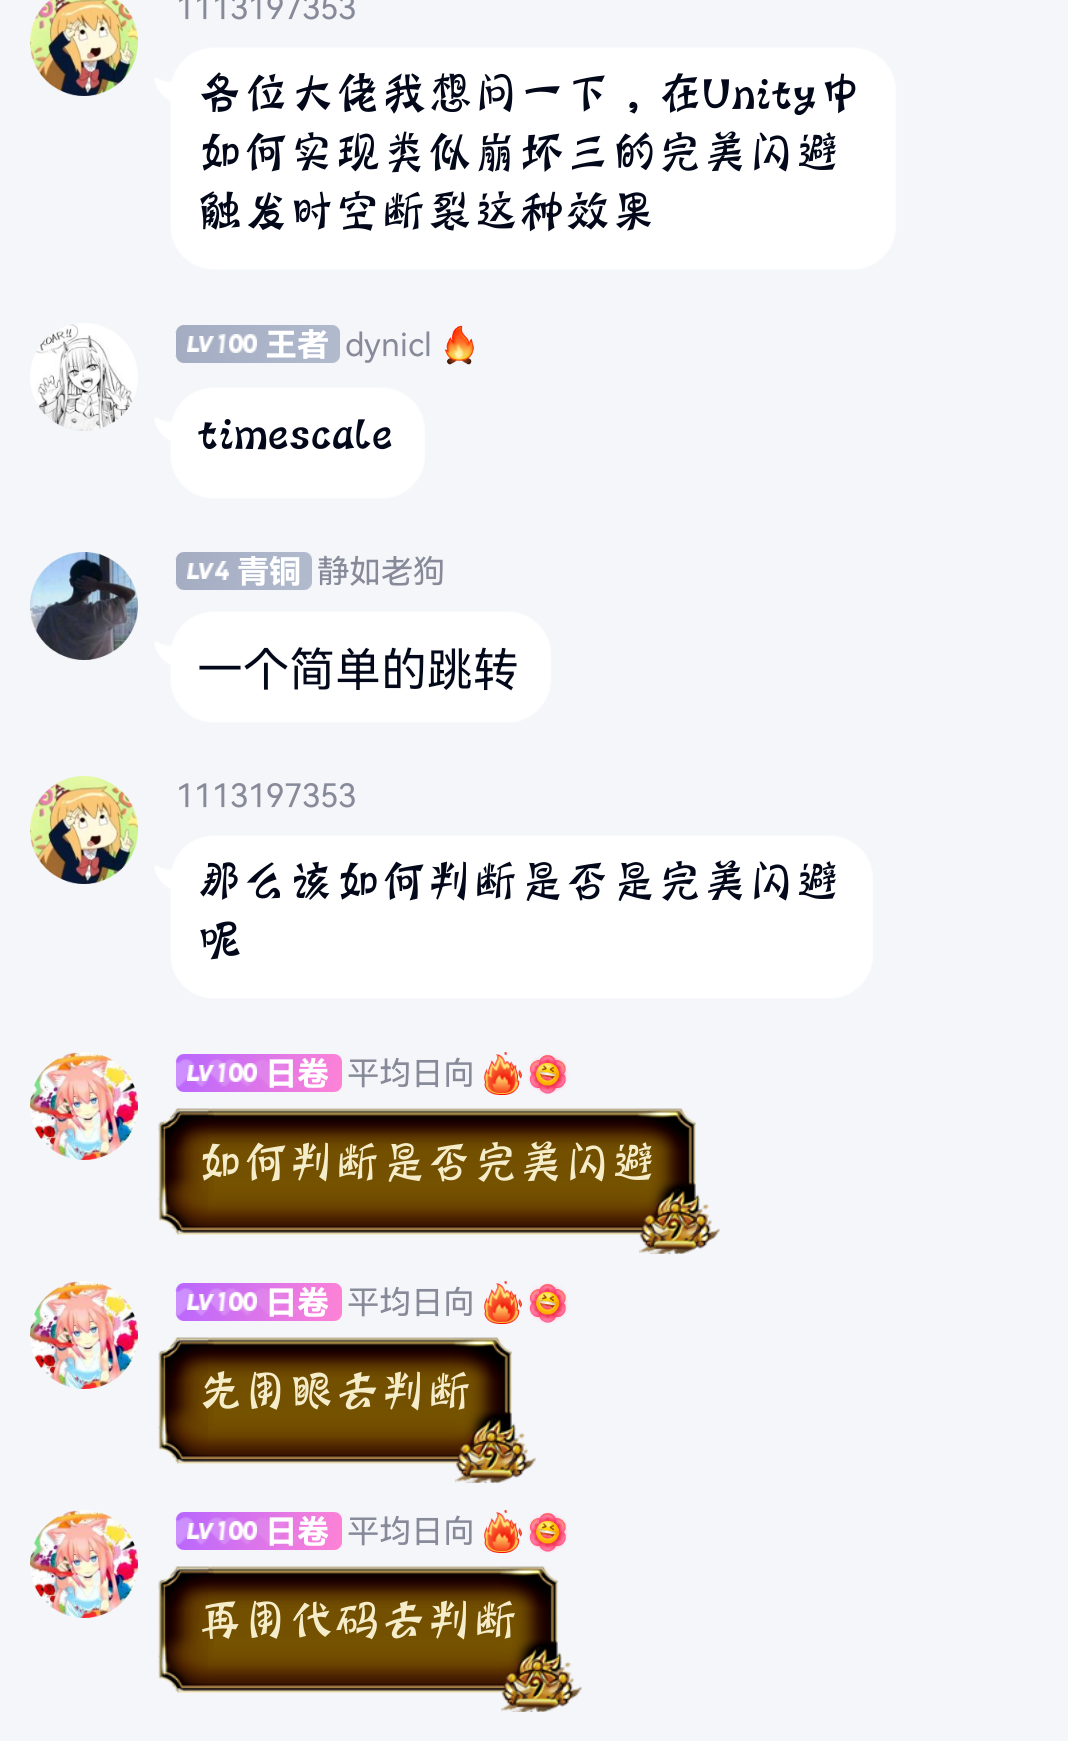 1113197353
各位大佬我想问一下，在Unity中
如何实现类似崩坏三的完美闪避
触发时空断裂这种效果
ROAR!!
LV100 王者 dynicl
timescale
LV4 青铜 静如老狗
一个简单的跳转
1113197353
那么该如何判断是否是完美闪避
呢
LV100 日卷 平均日向
如何判断是否完美闪避
9
LV100 日卷 平均日向
先用眼去判断
9
LV100 日卷 平均日向
再用代码去判断
9